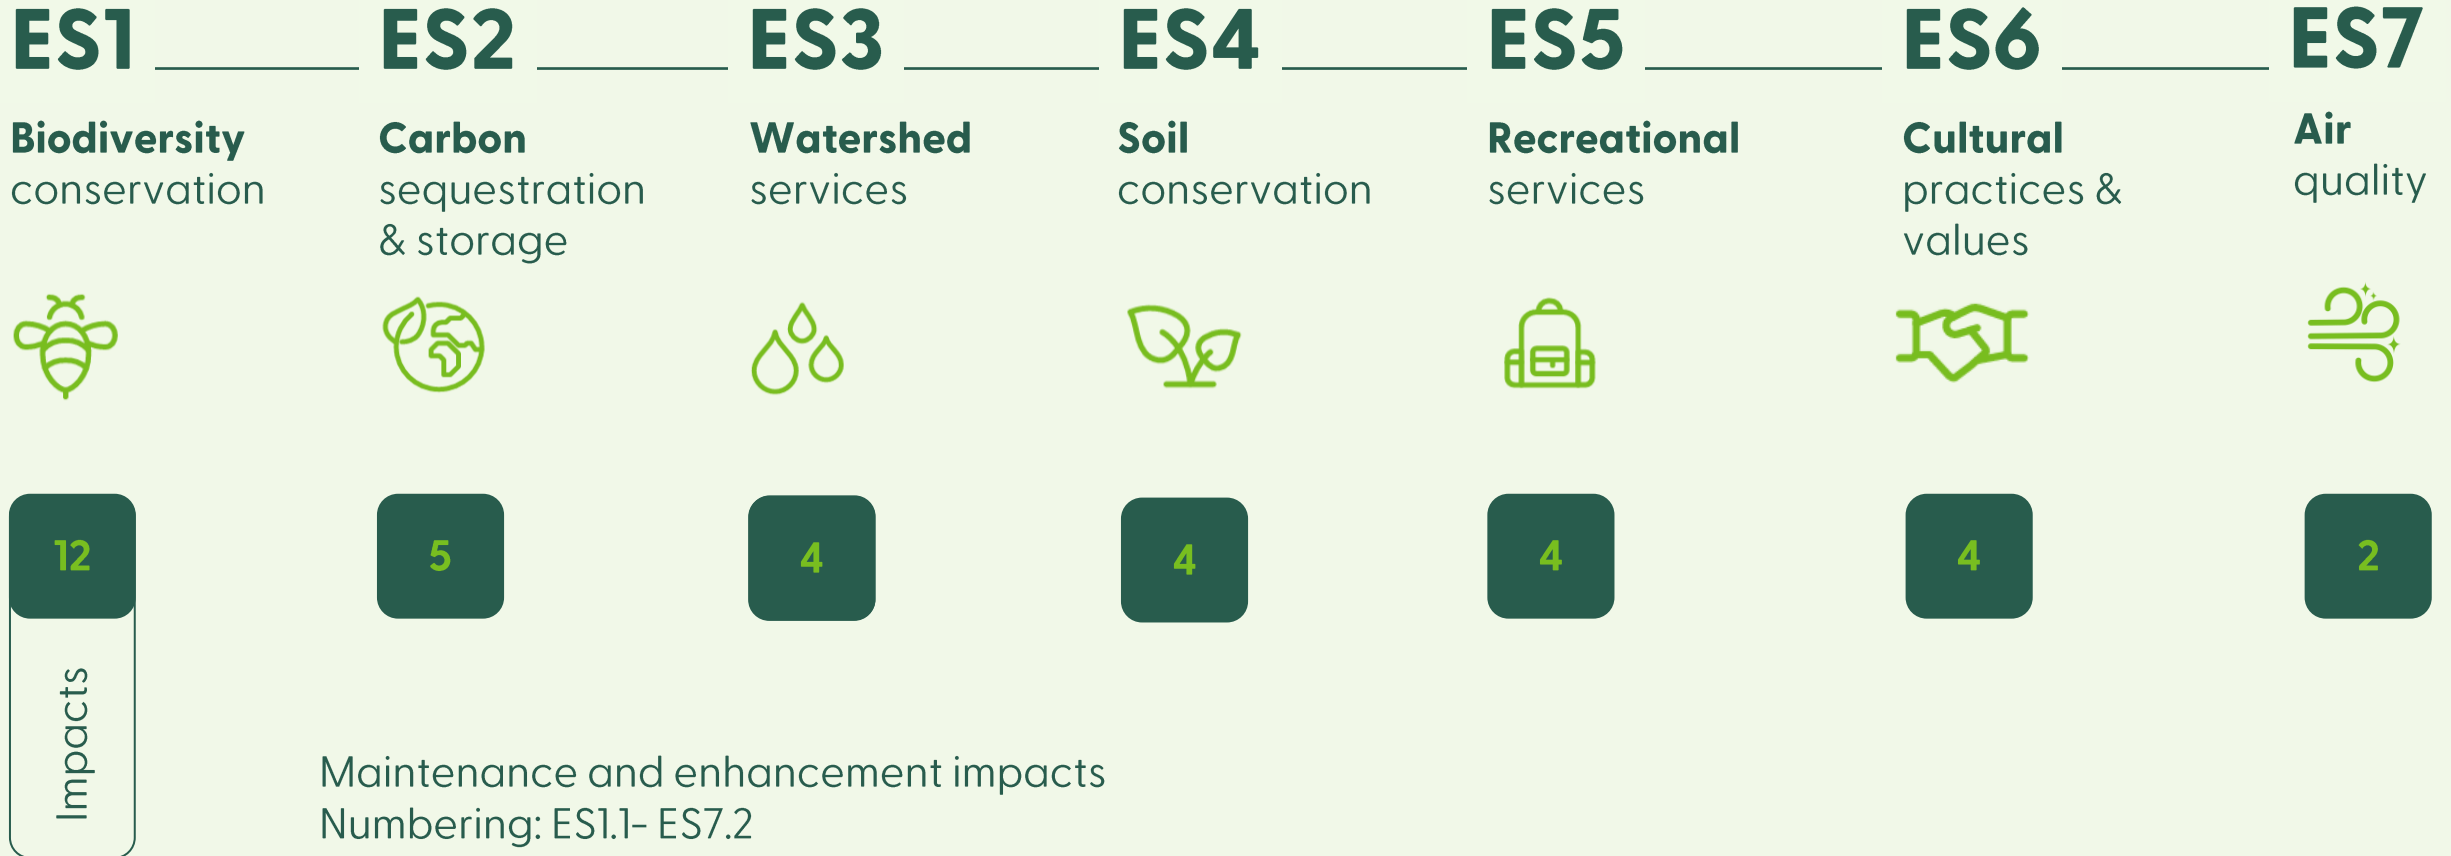 ES1 ES2 ES3 ES4 ES5 ES6 ES7
Biodiversity
conservation
Carbon
sequestration
& storage
Watershed
services
Soil
conservation
Recreational
services
Cultural
practices &
values
Air
quality
12 5 4 4 4 4 2
Impacts
Maintenance and enhancement impacts
Numbering: ES1.1- ES7.2